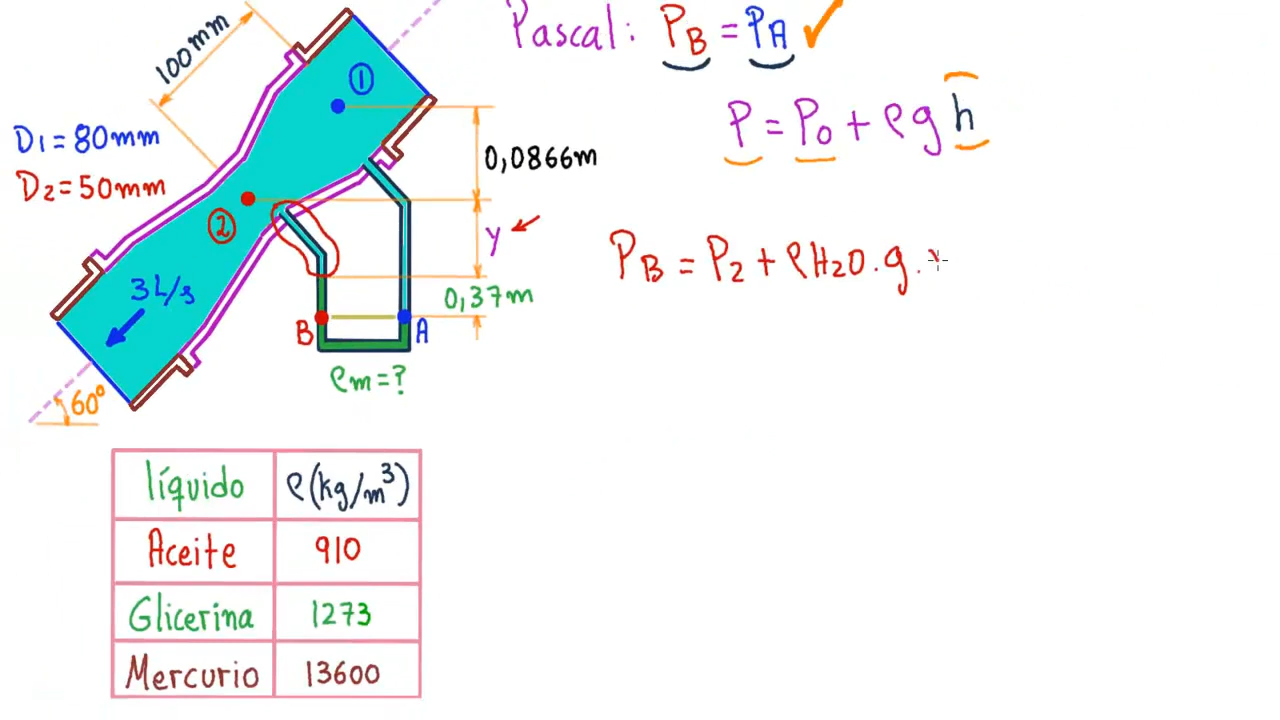 Pascal: PB = PA ✓
100mm
①
P = P0 + ϱgh
D1 = 80mm
0,0866m
D2 = 50mm
②
Y
PB = P2 + ϱH2O.g.
3L/s
0,37m
B
A
60°
ϱm = ?
líquido ϱ(kg/m³)
Aceite 910
Glicerina 1273
Mercurio 13600